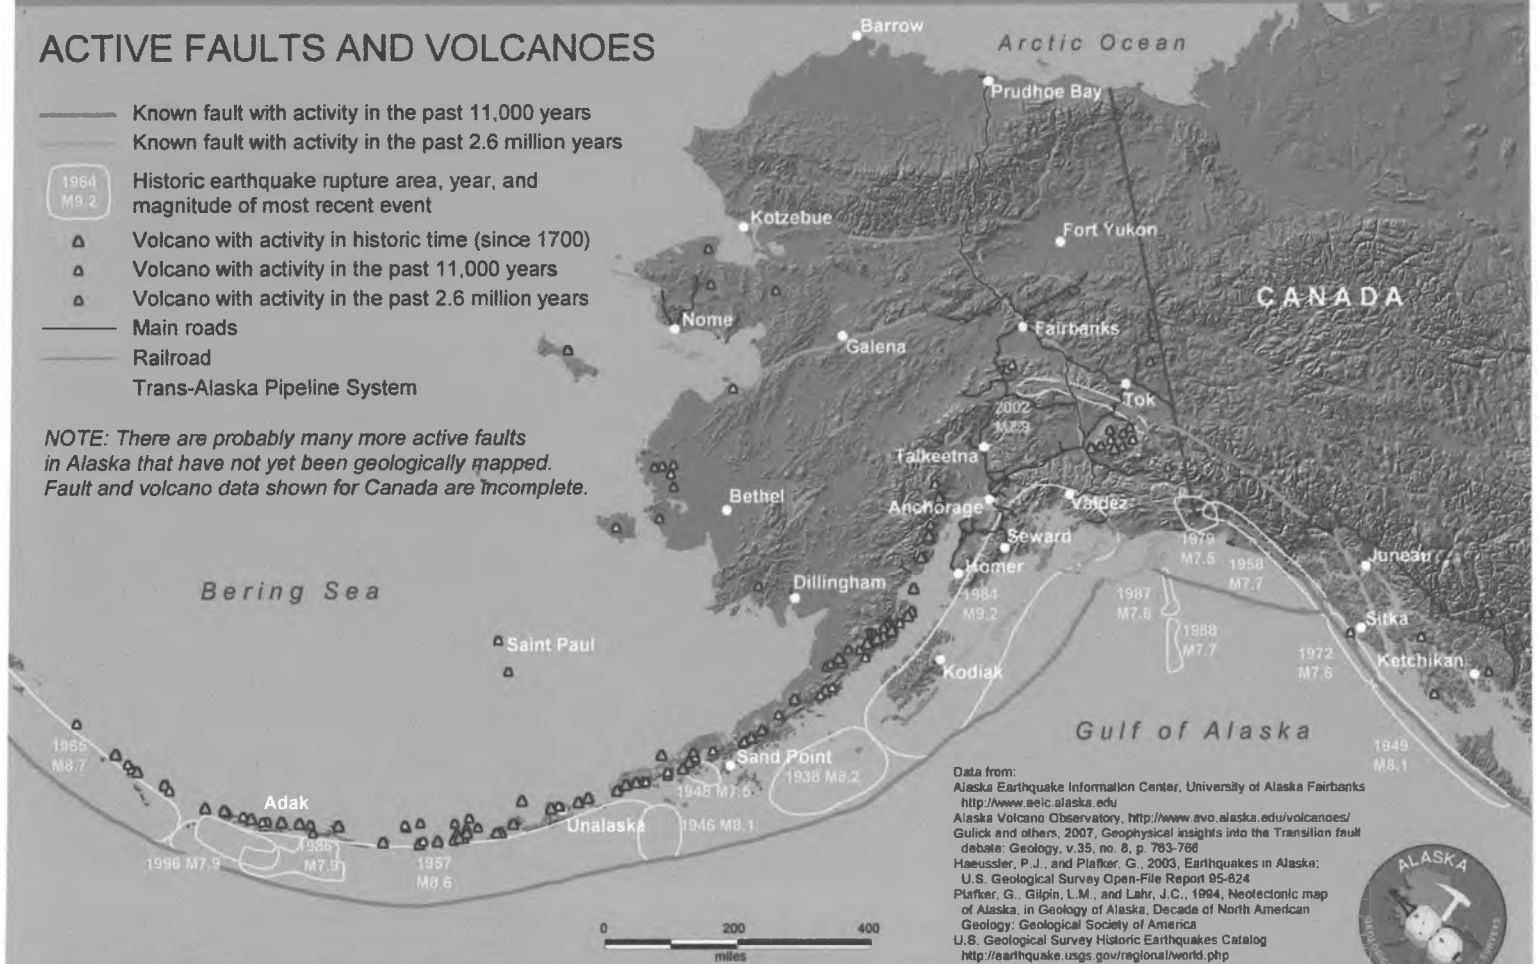 ACTIVE FAULTS AND VOLCANOES
Known fault with activity in the past 11,000 years
Known fault with activity in the past 2.6 million years
1964
M9.2
Historic earthquake rupture area, year, and
magnitude of most recent event
Volcano with activity in historic time (since 1700)
Volcano with activity in the past 11,000 years
Volcano with activity in the past 2.6 million years
Main roads
Railroad
Trans-Alaska Pipeline System
NOTE: There are probably many more active faults
in Alaska that have not yet been geologically mapped.
Fault and volcano data shown for Canada are incomplete.
Barrow
Arctic Ocean
Prudhoe Bay
Kotzebue
Fort Yukon
CANADA
Nome
Fairbanks
Galena
Tok
2002
M7.9
Talkeetna
Bethel
Anchorage
Valdez
Seward
1979
M7.5
1958
M7.7
Juneau
Homer
Dillingham
1964
M9.2
1987
M7.6
Bering Sea
Sitka
1988
M7.7
Saint Paul
1972
M7.6
Ketchikan
Kodiak
Gulf of Alaska
1965
M8.7
1949
M8.1
Sand Point
1938 M8.2
1948 M7.5
Adak
Unalaska
1946 M8.1
1986
M7.9
1996 M7.9
1957
M8.6
Data from:
Alaska Earthquake Information Center, University of Alaska Fairbanks
http://www.aeic.alaska.edu
Alaska Volcano Observatory, http://www.avo.alaska.edu/volcanoes/
Gulick and others, 2007, Geophysical insights into the Transition fault
debate: Geology, v.35, no. 8, p. 763-766
Haeussler, P.J., and Plafker, G., 2003, Earthquakes in Alaska:
U.S. Geological Survey Open-File Report 95-624
Plafker, G., Gilpin, L.M., and Lahr, J.C., 1994, Neotectonic map
of Alaska, in Geology of Alaska, Decade of North American
Geology: Geological Society of America
U.S. Geological Survey Historic Earthquakes Catalog
http://earthquake.usgs.gov/regional/world.php
0 200 400
miles
ALASKA
SURVEYS